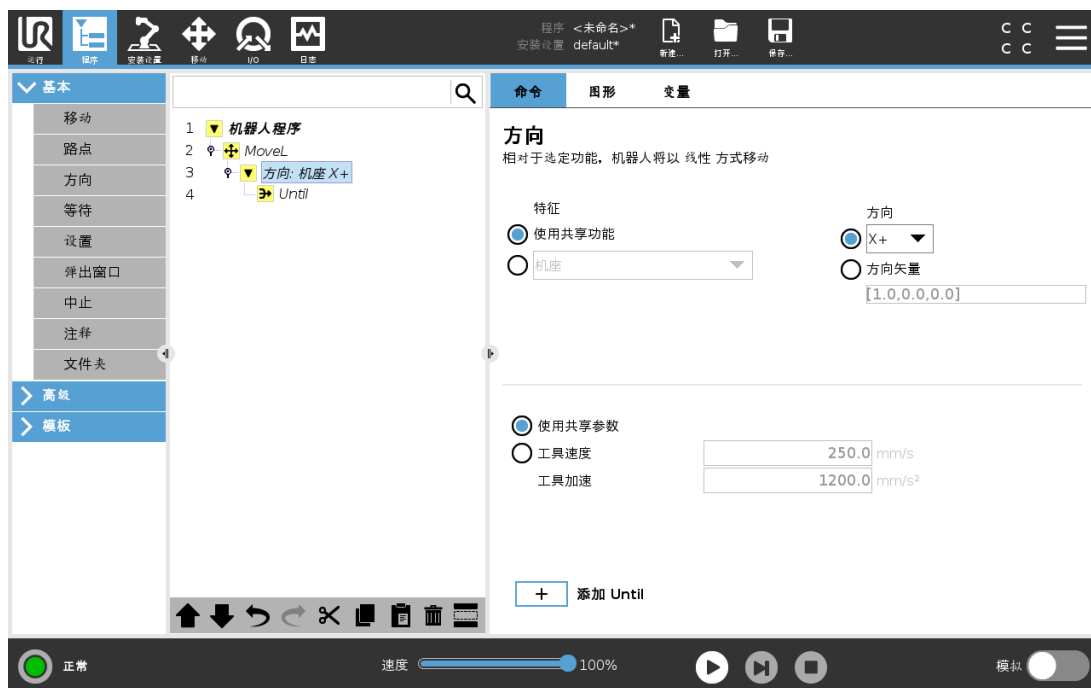 UR
运行
程序
安装设置
移动
I/O
日志
程序 <未命名>*
安装设置 default*
新建...
打开...
保存...
C C
C C
基本
移动
路点
方向
等待
设置
弹出窗口
中止
注释
文件夹
高级
模板
1 机器人程序
2 MoveL
3 方向: 机座 X+
4 Until
命令
图形
变量
方向
相对于选定功能，机器人将以 线性 方式移动
特征
使用共享功能
机座
方向
X+
方向矢量
[1.0,0.0,0.0]
使用共享参数
工具速度 250.0 mm/s
工具加速 1200.0 mm/s²
+ 添加 Until
正常
速度 100%
模拟